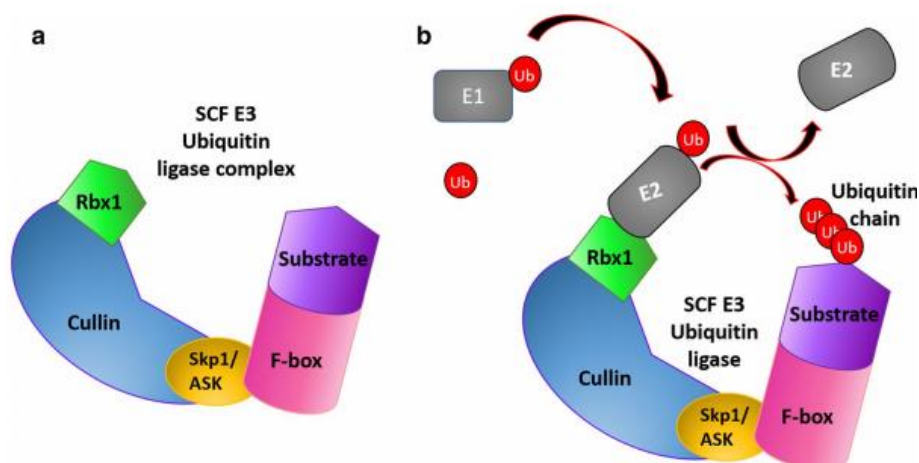 a
SCF E3
Ubiquitin
ligase complex
Rbx1
Substrate
Cullin
Skp1/
ASK
F-box
b
Ub
E1
E2
Ub
Ub
E2
Ubiquitin
chain
Ub
Ub
Ub
Rbx1
SCF E3
Ubiquitin
ligase
Substrate
Cullin
Skp1/
ASK
F-box